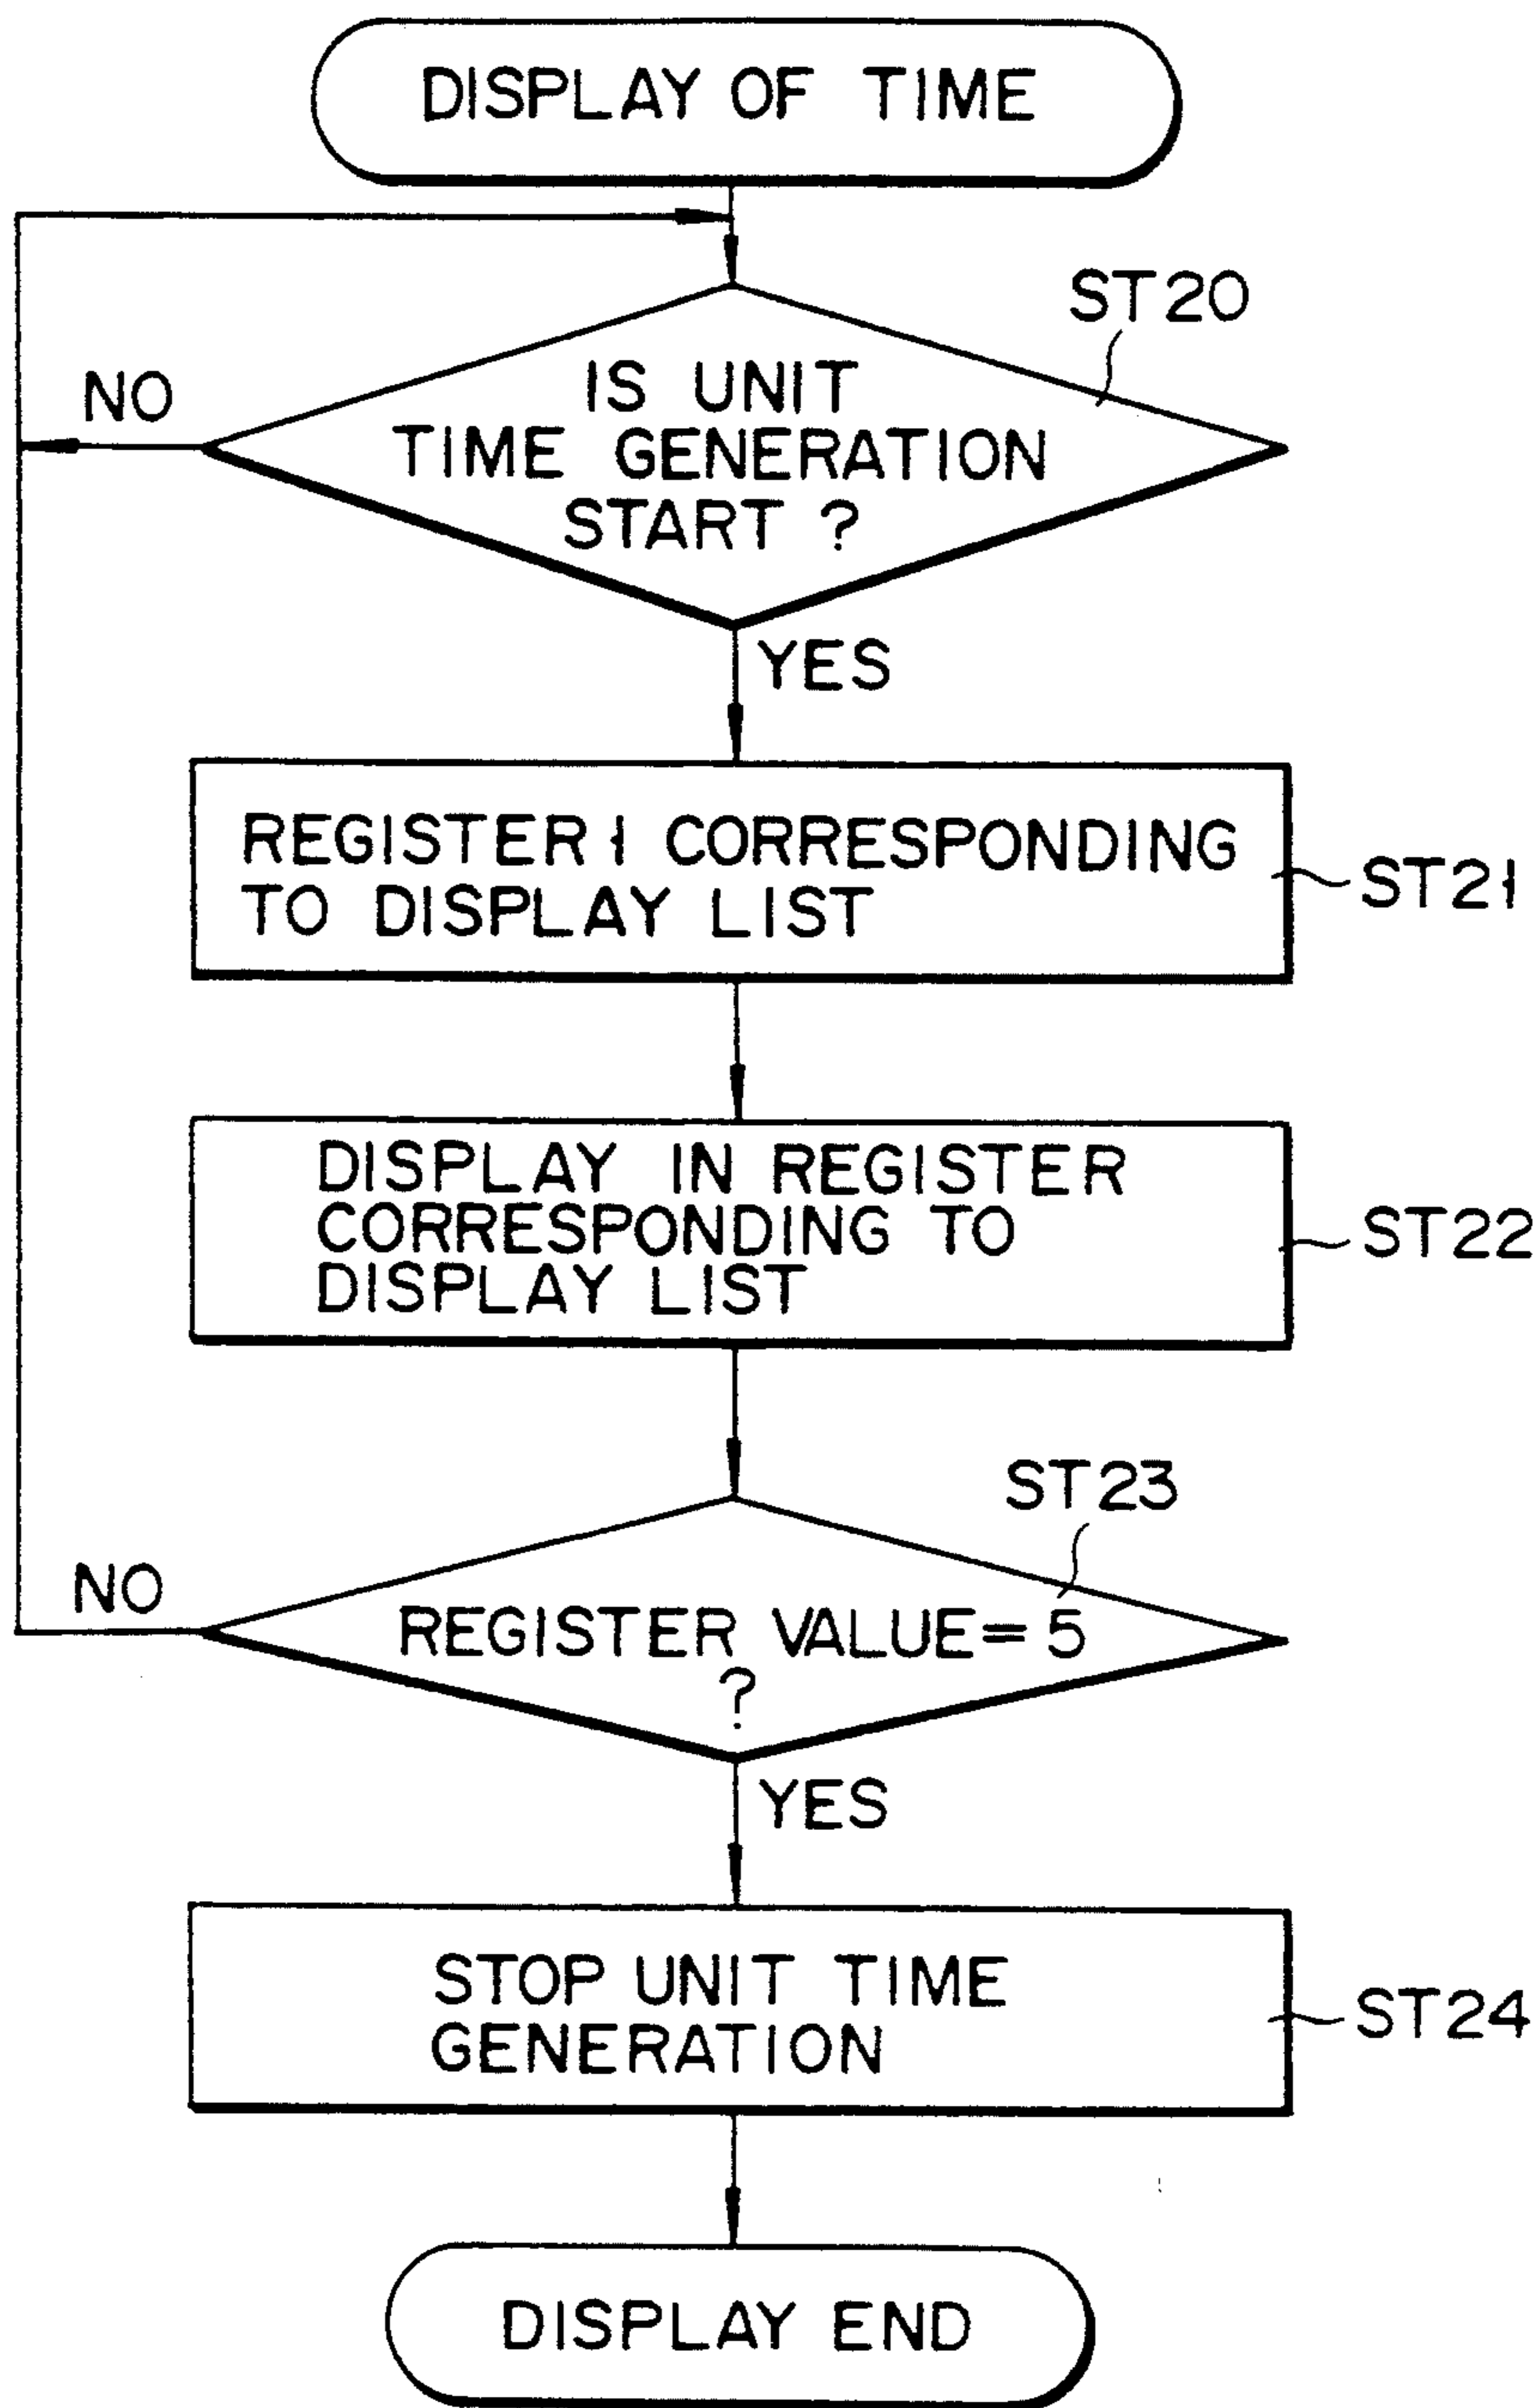 DISPLAY OF TIME
ST20
NO
IS UNIT
TIME GENERATION
START ?
YES
REGISTER 1 CORRESPONDING
TO DISPLAY LIST
ST21
DISPLAY IN REGISTER
CORRESPONDING TO
DISPLAY LIST
ST22
ST23
NO
REGISTER VALUE = 5
?
YES
STOP UNIT TIME
GENERATION
ST24
DISPLAY END